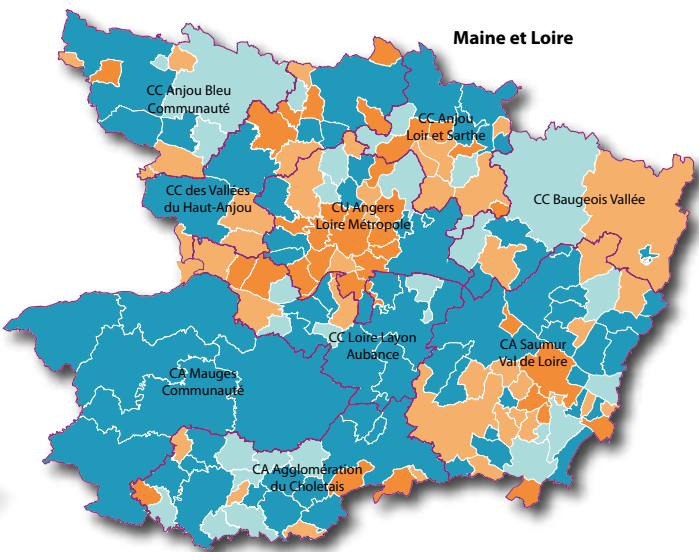 Maine et Loire
CC Anjou Bleu
Communauté
CC Anjou
Loir et Sarthe
CC des Vallées
du Haut-Anjou
CU Angers
Loire Métropole
CC Baugeois Vallée
CC Loire Layon
Aubance
CA Saumur
Val de Loire
CA Mauges
Communauté
CA Agglomération
du Choletais